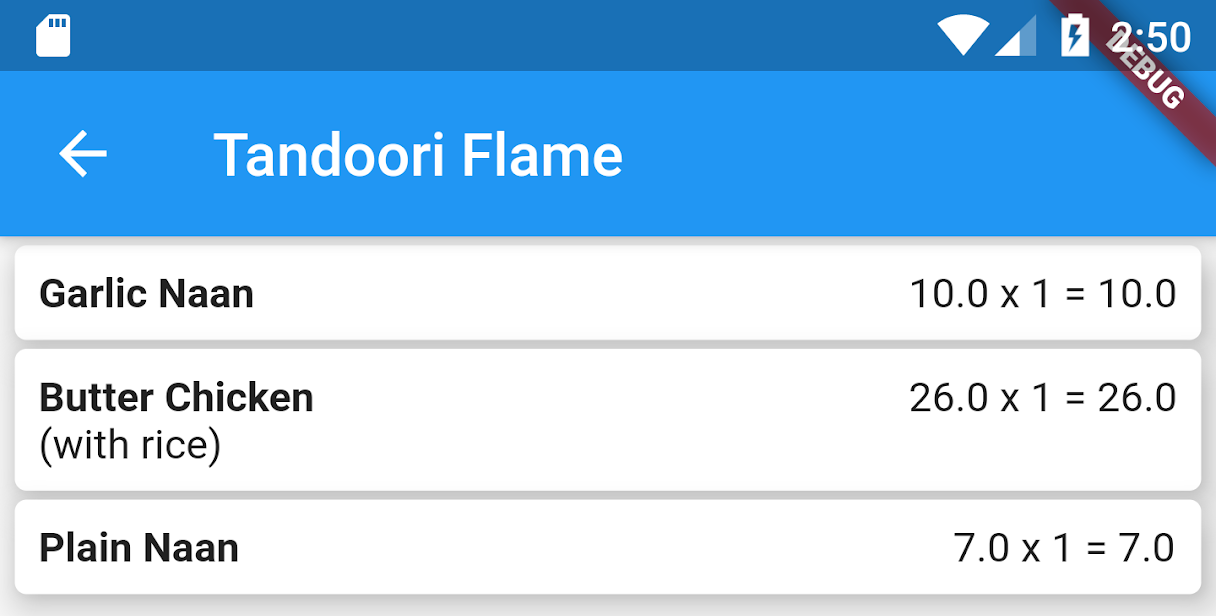 2:50
DEBUG
Tandoori Flame
Garlic Naan 10.0 x 1 = 10.0
Butter Chicken 26.0 x 1 = 26.0
(with rice)
Plain Naan 7.0 x 1 = 7.0